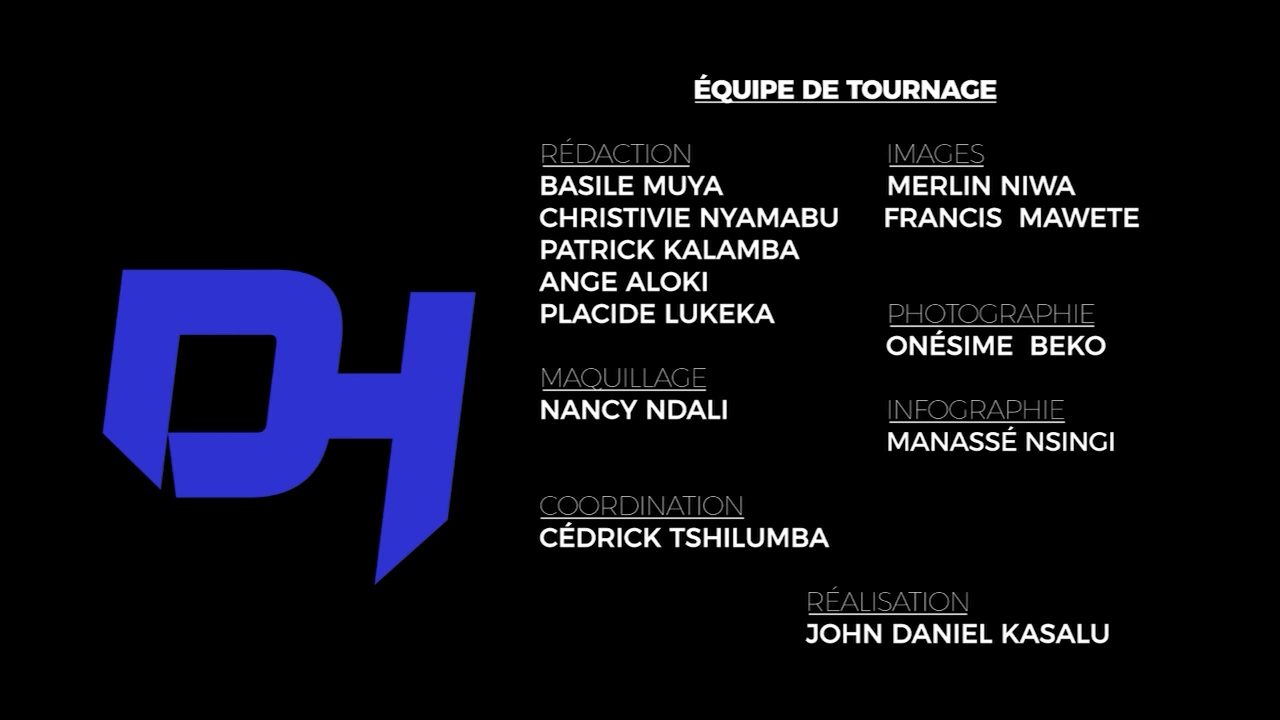 ÉQUIPE DE TOURNAGE
RÉDACTION
BASILE MUYA
CHRISTIVIE NYAMABU
PATRICK KALAMBA
ANGE ALOKI
PLACIDE LUKEKA
MAQUILLAGE
NANCY NDALI
COORDINATION
CÉDRICK TSHILUMBA
IMAGES
MERLIN NIWA
FRANCIS MAWETE
PHOTOGRAPHIE
ONÉSIME BEKO
INFOGRAPHIE
MANASSÉ NSINGI
RÉALISATION
JOHN DANIEL KASALU
DH